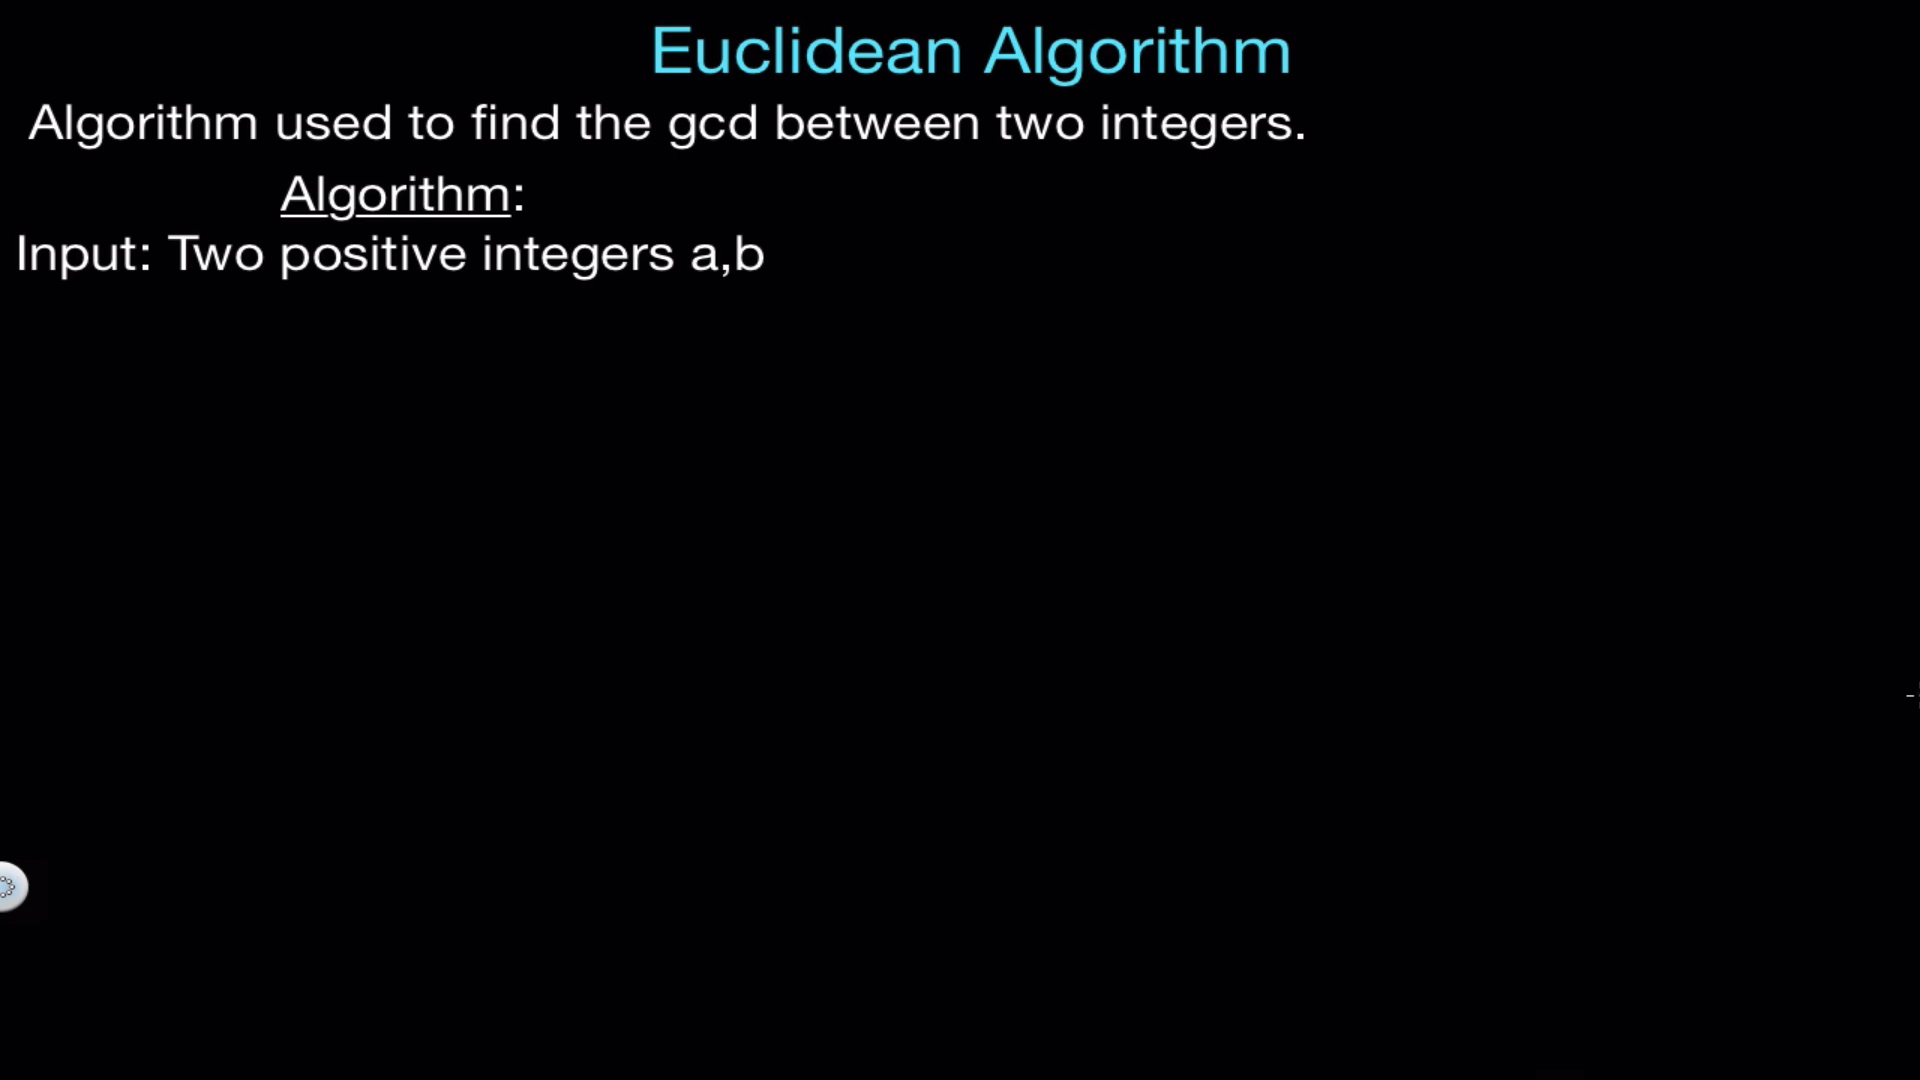 Euclidean Algorithm
Algorithm used to find the gcd between two integers.
Algorithm:
Input: Two positive integers a,b